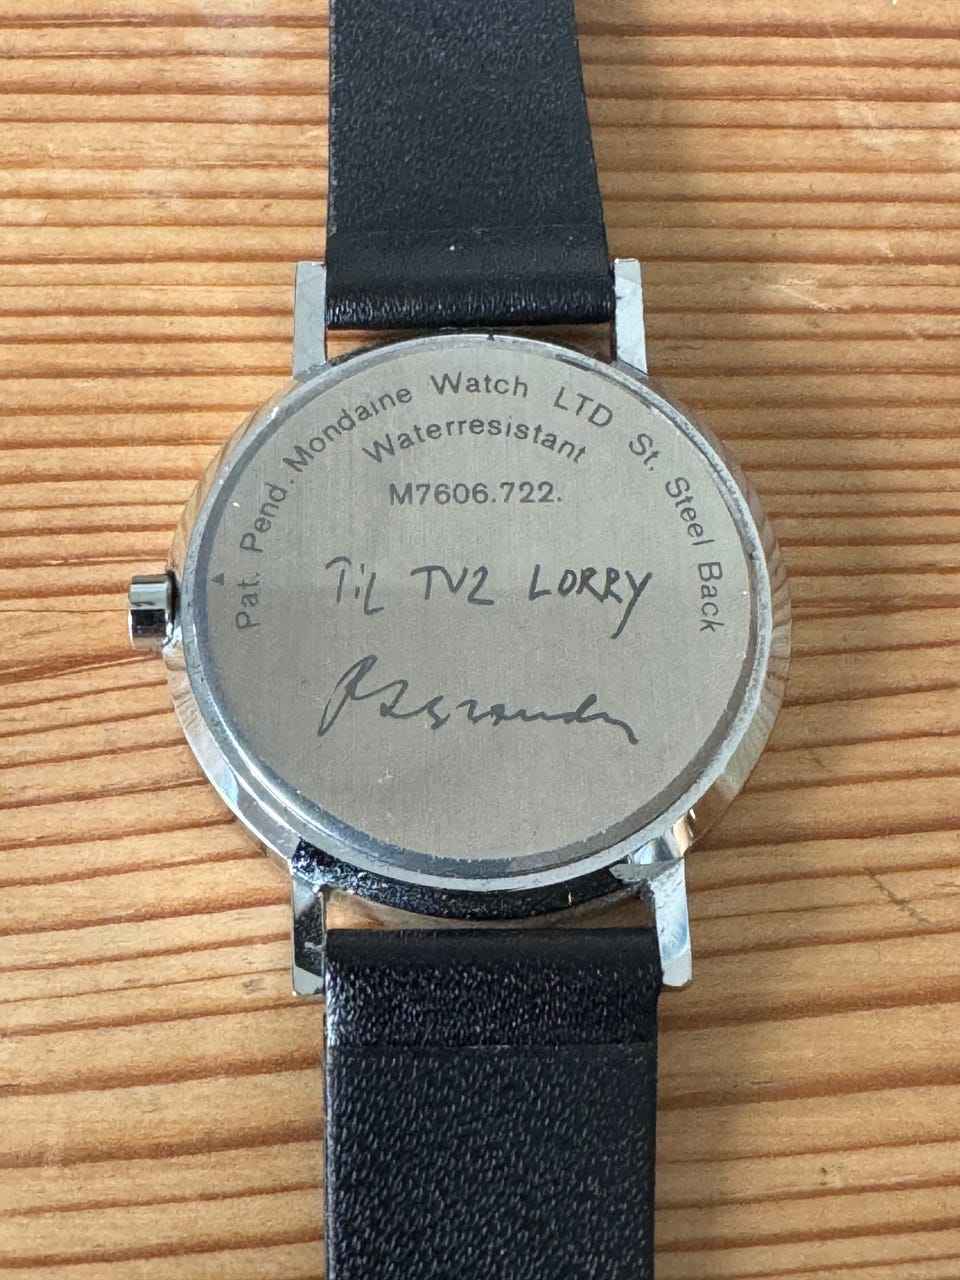 Pat. Pend. Mondaine Watch LTD St. Steel Back
Waterresistant
M7606.722.
Til TV2 LORRY